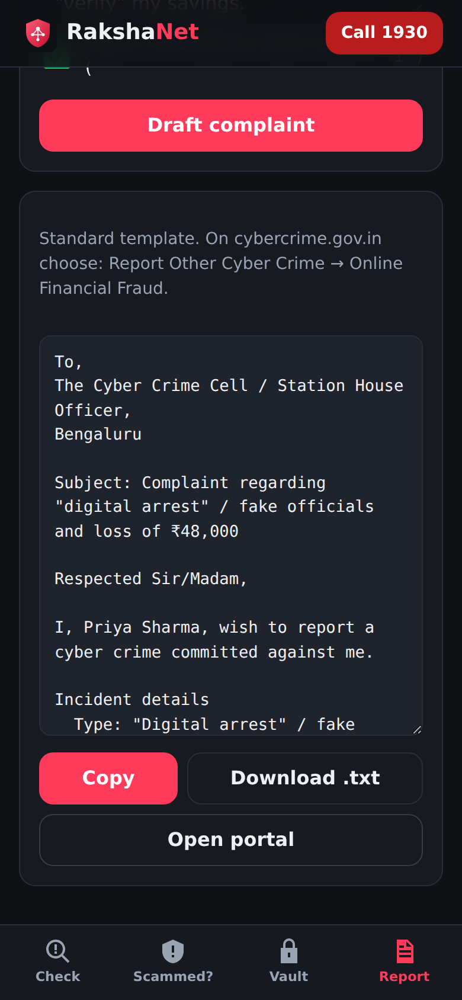 "verify" my savings.
RakshaNet
Call 1930
(
Draft complaint
Standard template. On cybercrime.gov.in
choose: Report Other Cyber Crime → Online
Financial Fraud.
To,
The Cyber Crime Cell / Station House
Officer,
Bengaluru
Subject: Complaint regarding
"digital arrest" / fake officials
and loss of ₹48,000
Respected Sir/Madam,
I, Priya Sharma, wish to report a
cyber crime committed against me.
Incident details
Type: "Digital arrest" / fake
Copy
Download .txt
Open portal
Check
Scammed?
Vault
Report